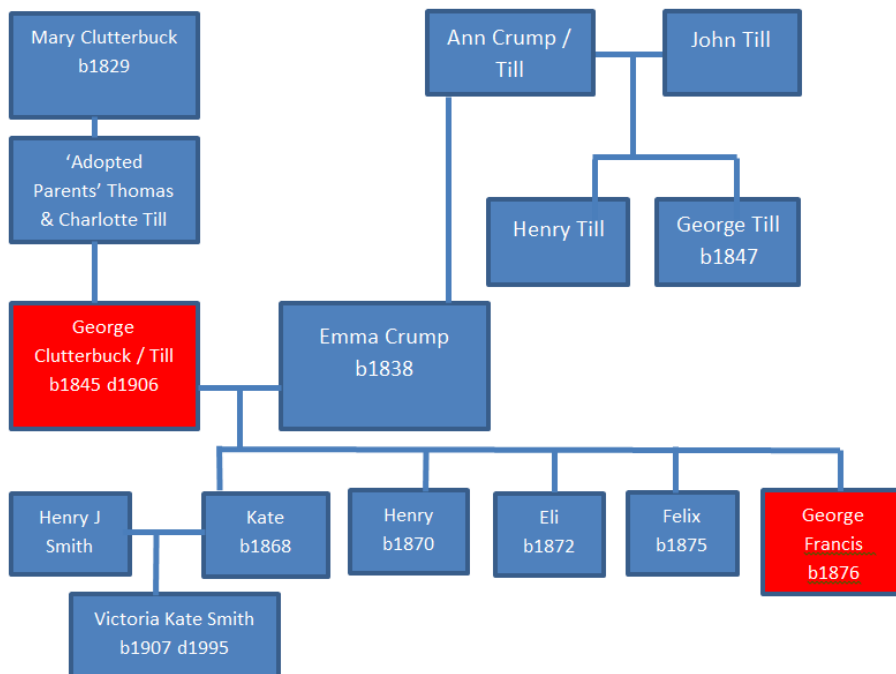 Mary Clutterbuck
b1829
Ann Crump /
Till
John Till
‘Adopted
Parents’ Thomas
& Charlotte Till
Henry Till
George Till
b1847
George
Clutterbuck / Till
b1845 d1906
Emma Crump
b1838
Henry J
Smith
Kate
b1868
Henry
b1870
Eli
b1872
Felix
b1875
George
Francis
b1876
Victoria Kate Smith
b1907 d1995